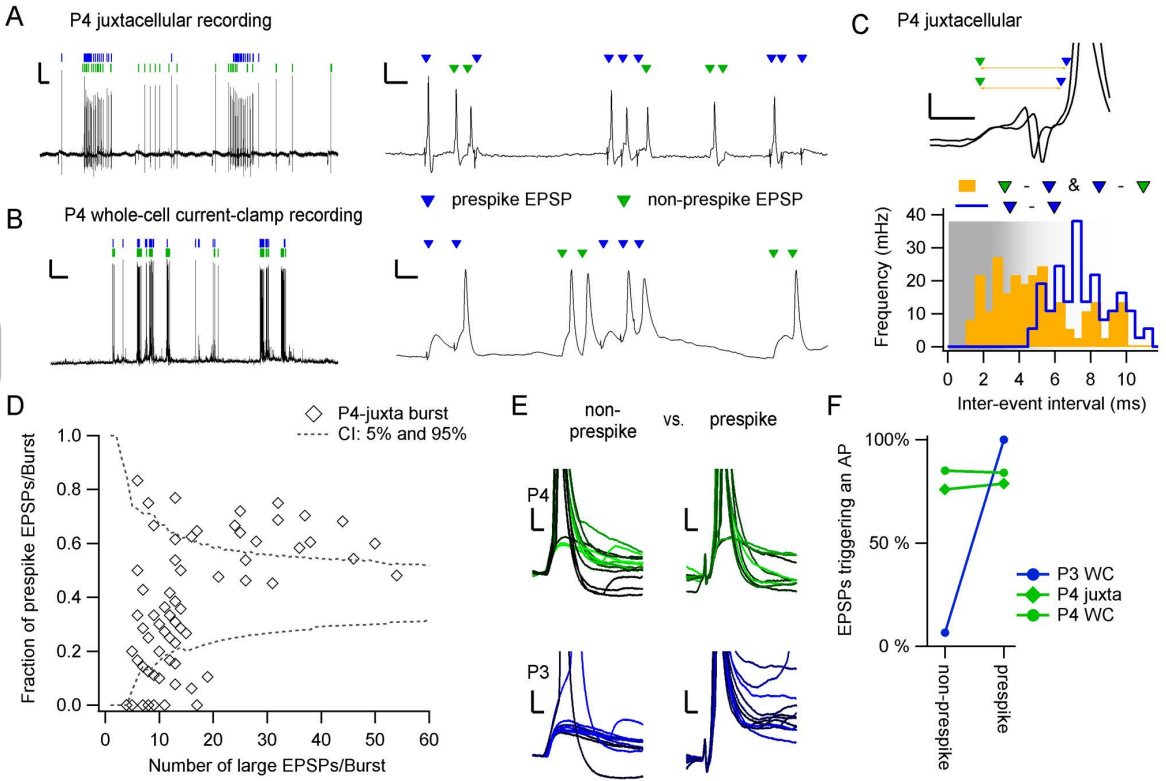 A
P4 juxtacellular recording
prespike EPSP
non-prespike EPSP
B
P4 whole-cell current-clamp recording
C
P4 juxtacellular
- & -
-
40
30
20
10
0
Frequency (mHz)
0 2 4 6 8 10
Inter-event interval (ms)
D
P4-juxta burst
CI: 5% and 95%
1.0
0.8
0.6
0.4
0.2
0.0
Fraction of prespike EPSPs/Burst
0 10 20 30 40 50 60
Number of large EPSPs/Burst
E
non-
prespike
vs.
prespike
P4
P3
F
100%
50 %
0 %
EPSPs triggering an AP
P3 WC
P4 juxta
P4 WC
non-prespike
prespike